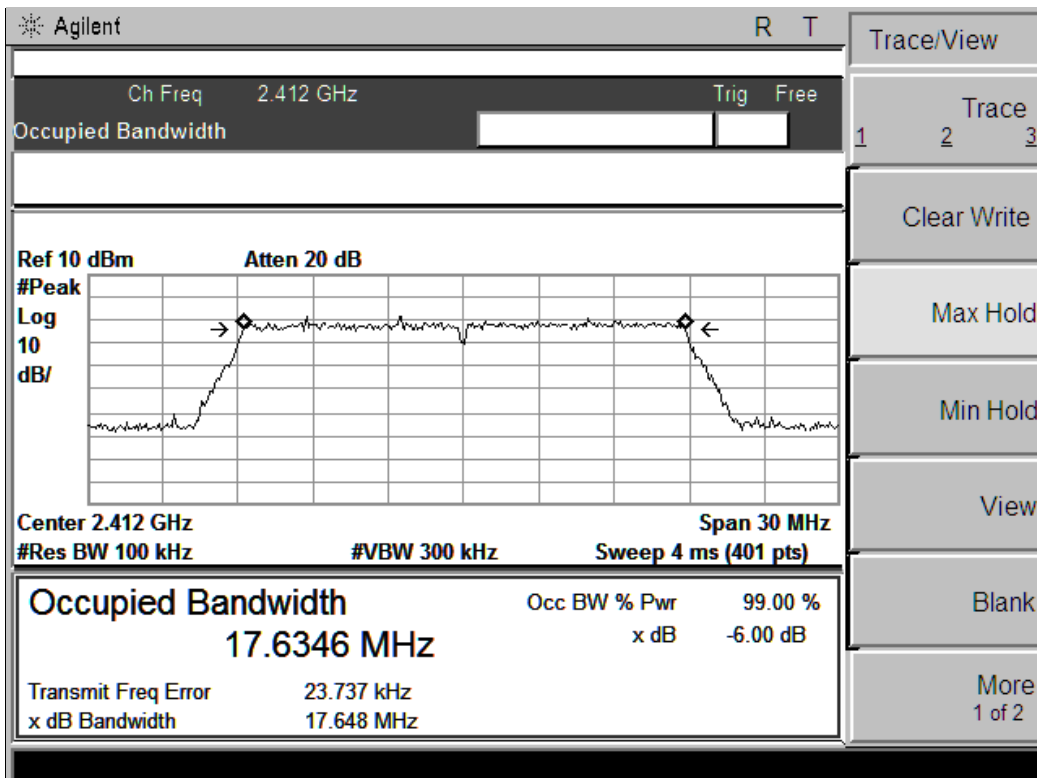 Agilent R T
Trace/View
Ch Freq 2.412 GHz Trig Free
Occupied Bandwidth
Trace
1 2 3
Clear Write
Ref 10 dBm Atten 20 dB
#Peak
Log
10
dB/
Max Hold
Min Hold
View
Center 2.412 GHz Span 30 MHz
#Res BW 100 kHz #VBW 300 kHz Sweep 4 ms (401 pts)
Occupied Bandwidth Occ BW % Pwr 99.00 %
17.6346 MHz x dB -6.00 dB
Transmit Freq Error 23.737 kHz
x dB Bandwidth 17.648 MHz
Blank
More
1 of 2